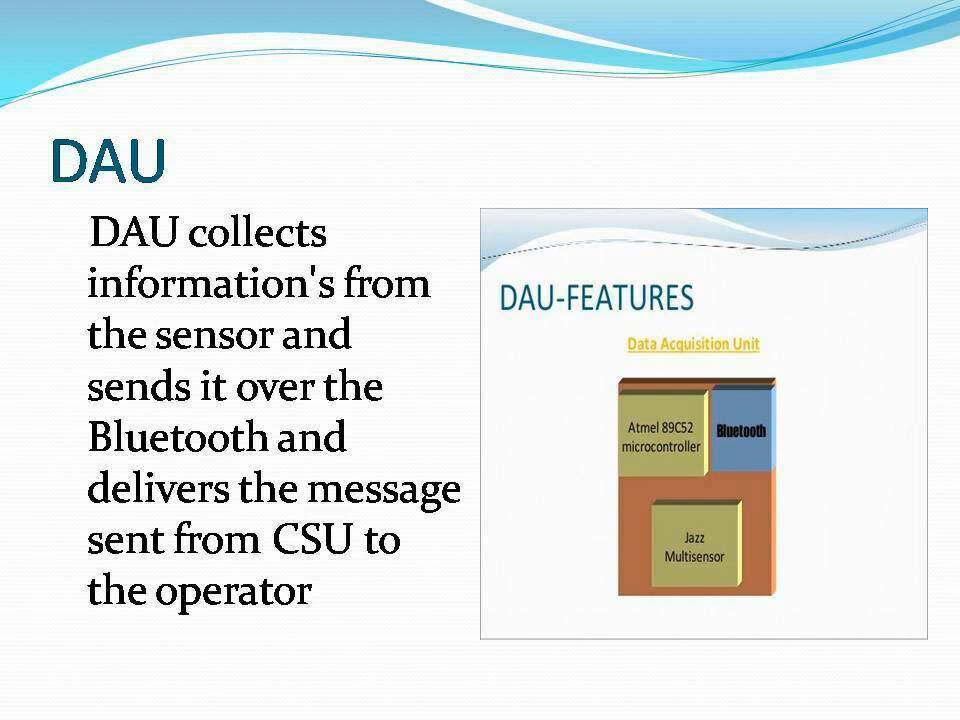 DAU
DAU collects
information's from
the sensor and
sends it over the
Bluetooth and
delivers the message
sent from CSU to
the operator
DAU-FEATURES
Data Acquisition Unit
Atmel 89C52
microcontroller
Bluetooth
Jazz
Multisensor